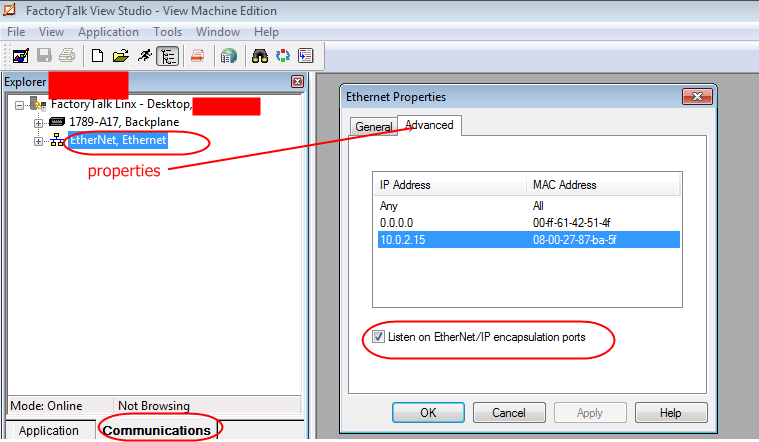 FactoryTalk View Studio - View Machine Edition
File View Application Tools Window Help
Explorer
FactoryTalk Linx - Desktop,
1789-A17, Backplane
EtherNet, Ethernet
properties
Mode: Online Not Browsing
Application Communications
Ethernet Properties
General Advanced
IP Address MAC Address
Any All
0.0.0.0 00-ff-61-42-51-4f
10.0.2.15 08-00-27-87-ba-5f
Listen on EtherNet/IP encapsulation ports
OK Cancel Apply Help